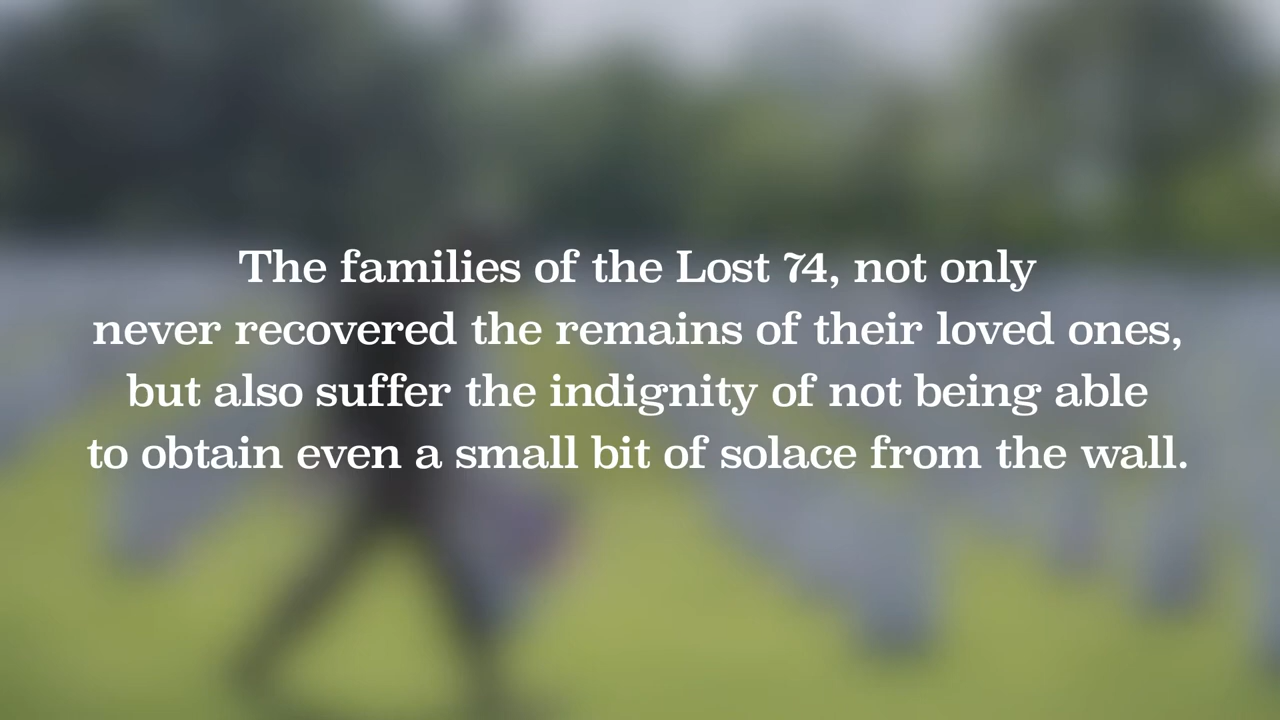 The families of the Lost 74, not only
never recovered the remains of their loved ones,
but also suffer the indignity of not being able
to obtain even a small bit of solace from the wall.